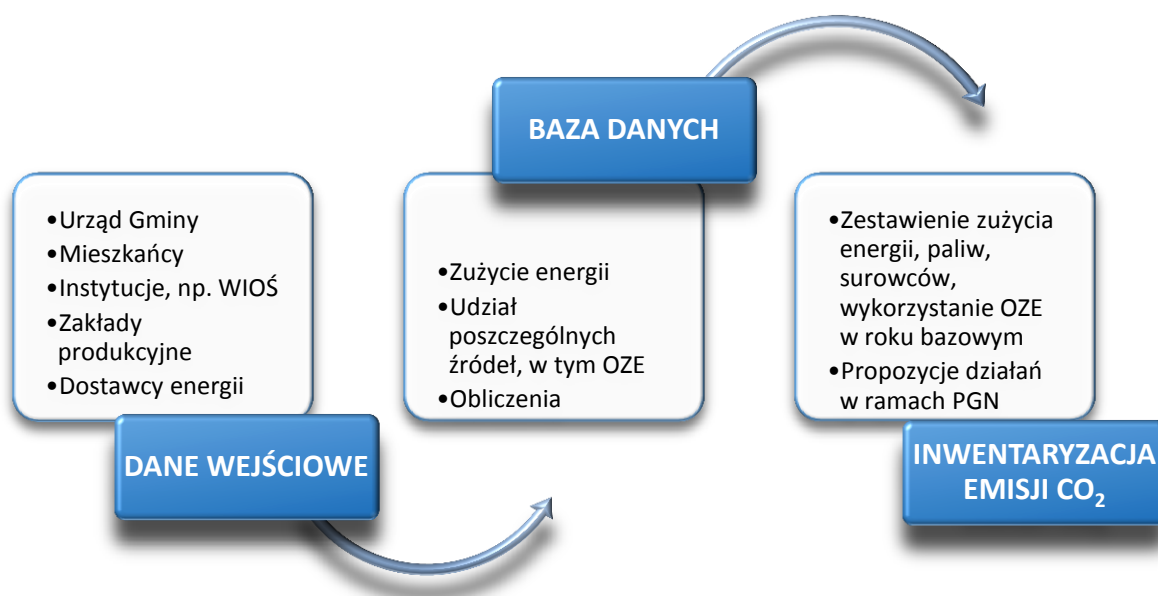 •Urząd Gminy
•Mieszkańcy
•Instytucje, np. WIOŚ
•Zakłady
produkcyjne
•Dostawcy energii
DANE WEJŚCIOWE
BAZA DANYCH
•Zużycie energii
•Udział
poszczególnych
źródeł, w tym OZE
•Obliczenia
•Zestawienie zużycia
energii, paliw,
surowców,
wykorzystanie OZE
w roku bazowym
•Propozycje działań
w ramach PGN
INWENTARYZACJA
EMISJI CO₂